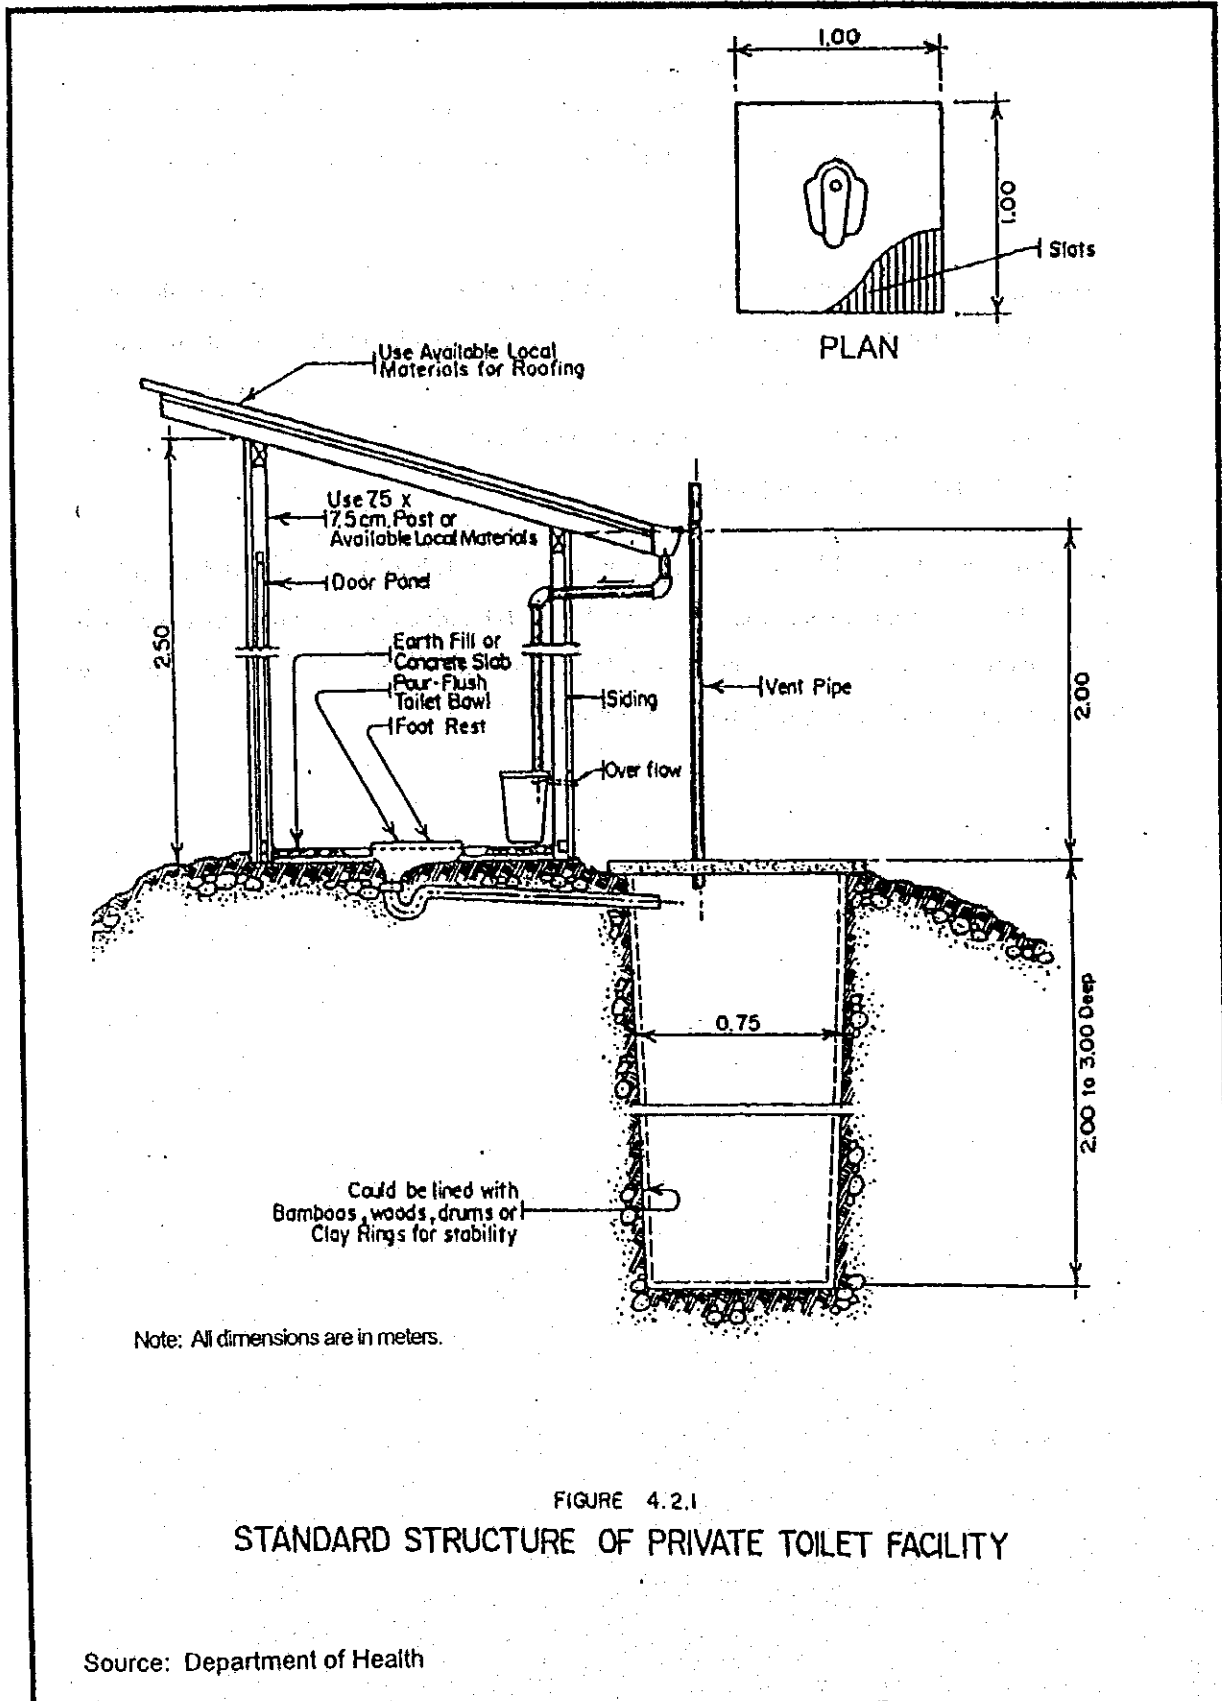 1.00
1.00
Slats
PLAN
Use Available Local
Materials for Roofing
Use 7.5 x
17.5 cm. Post or
Available Local Materials
Door Panel
2.50
Earth Fill or
Concrete Slab
Pour-Flush
Toilet Bowl
Foot Rest
Siding
Over flow
Vent Pipe
2.00
0.75
2.00 to 3.00 Deep
Could be lined with
Bamboos, woods, drums or
Clay Rings for stability
Note: All dimensions are in meters.
FIGURE 4.2.1
STANDARD STRUCTURE OF PRIVATE TOILET FACILITY
Source: Department of Health